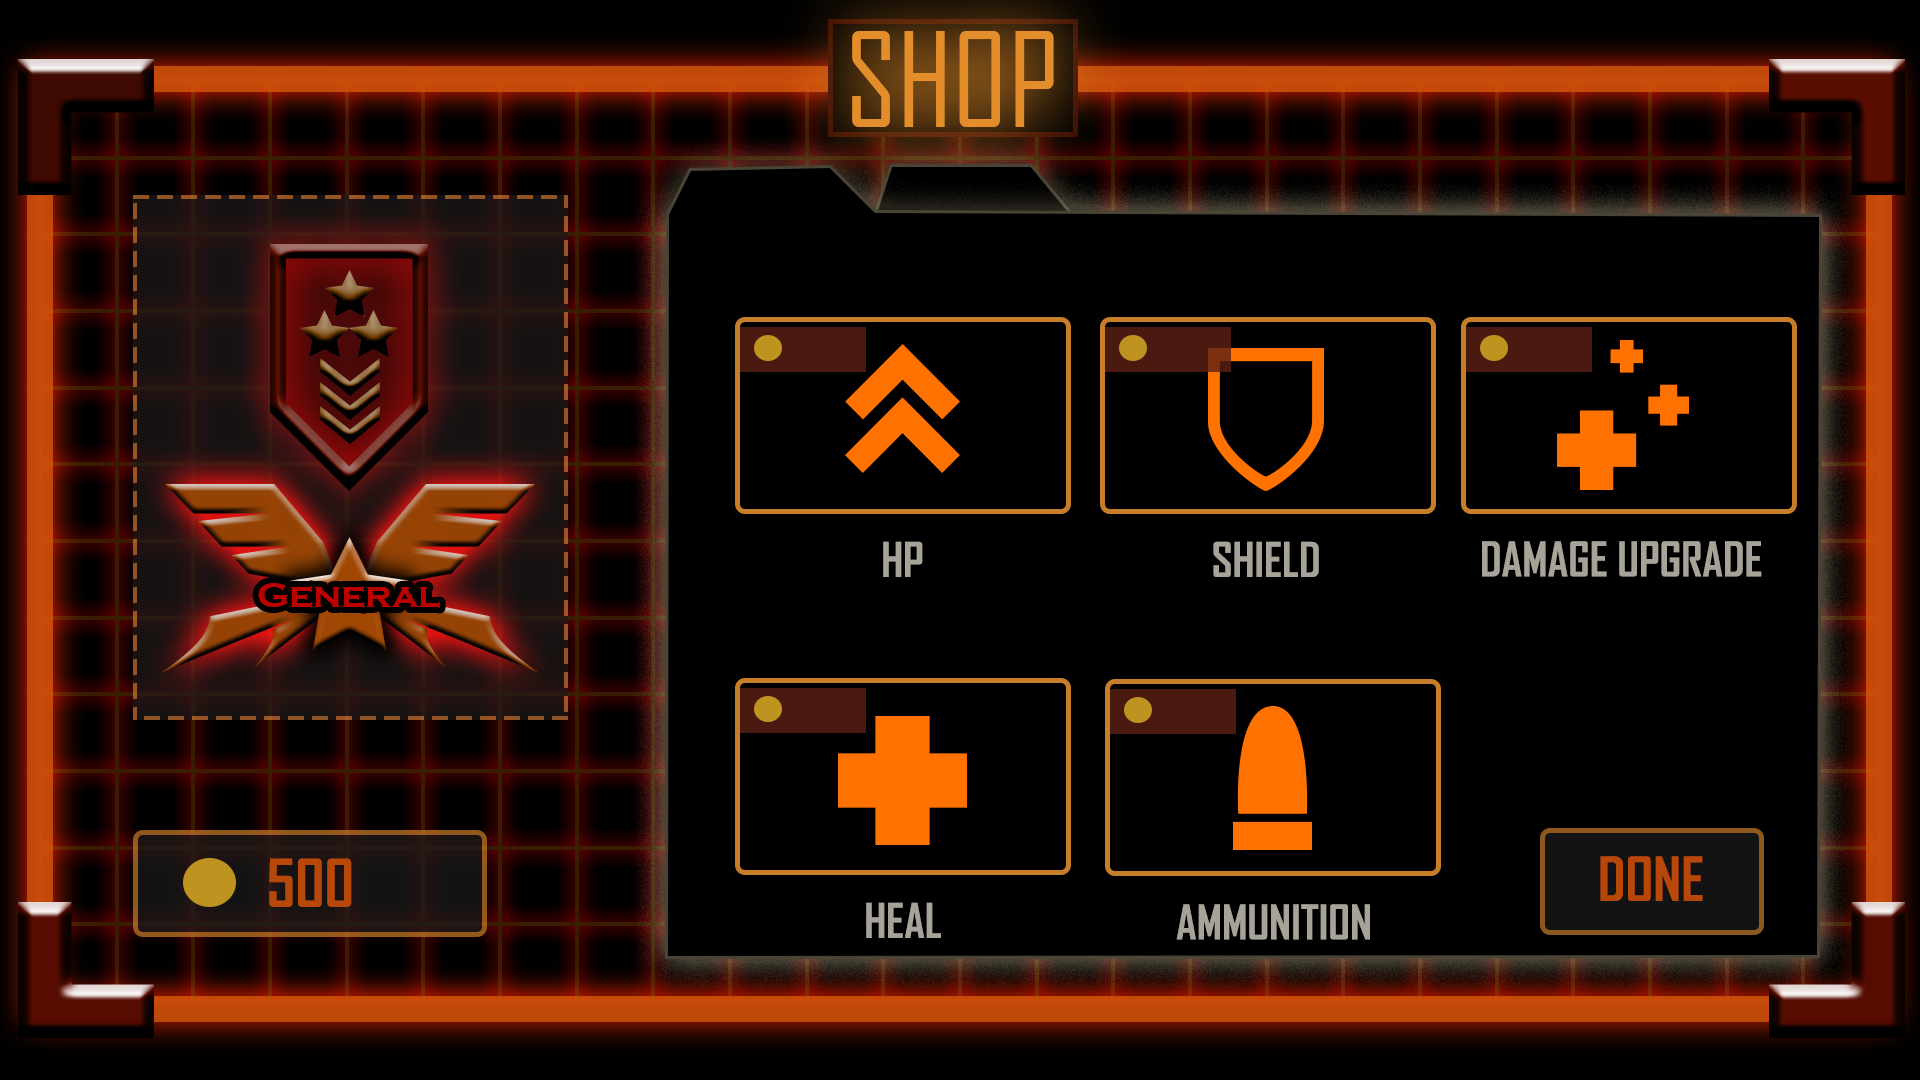 SHOP
GENERAL
HP
SHIELD
DAMAGE UPGRADE
HEAL
AMMUNITION
500
DONE